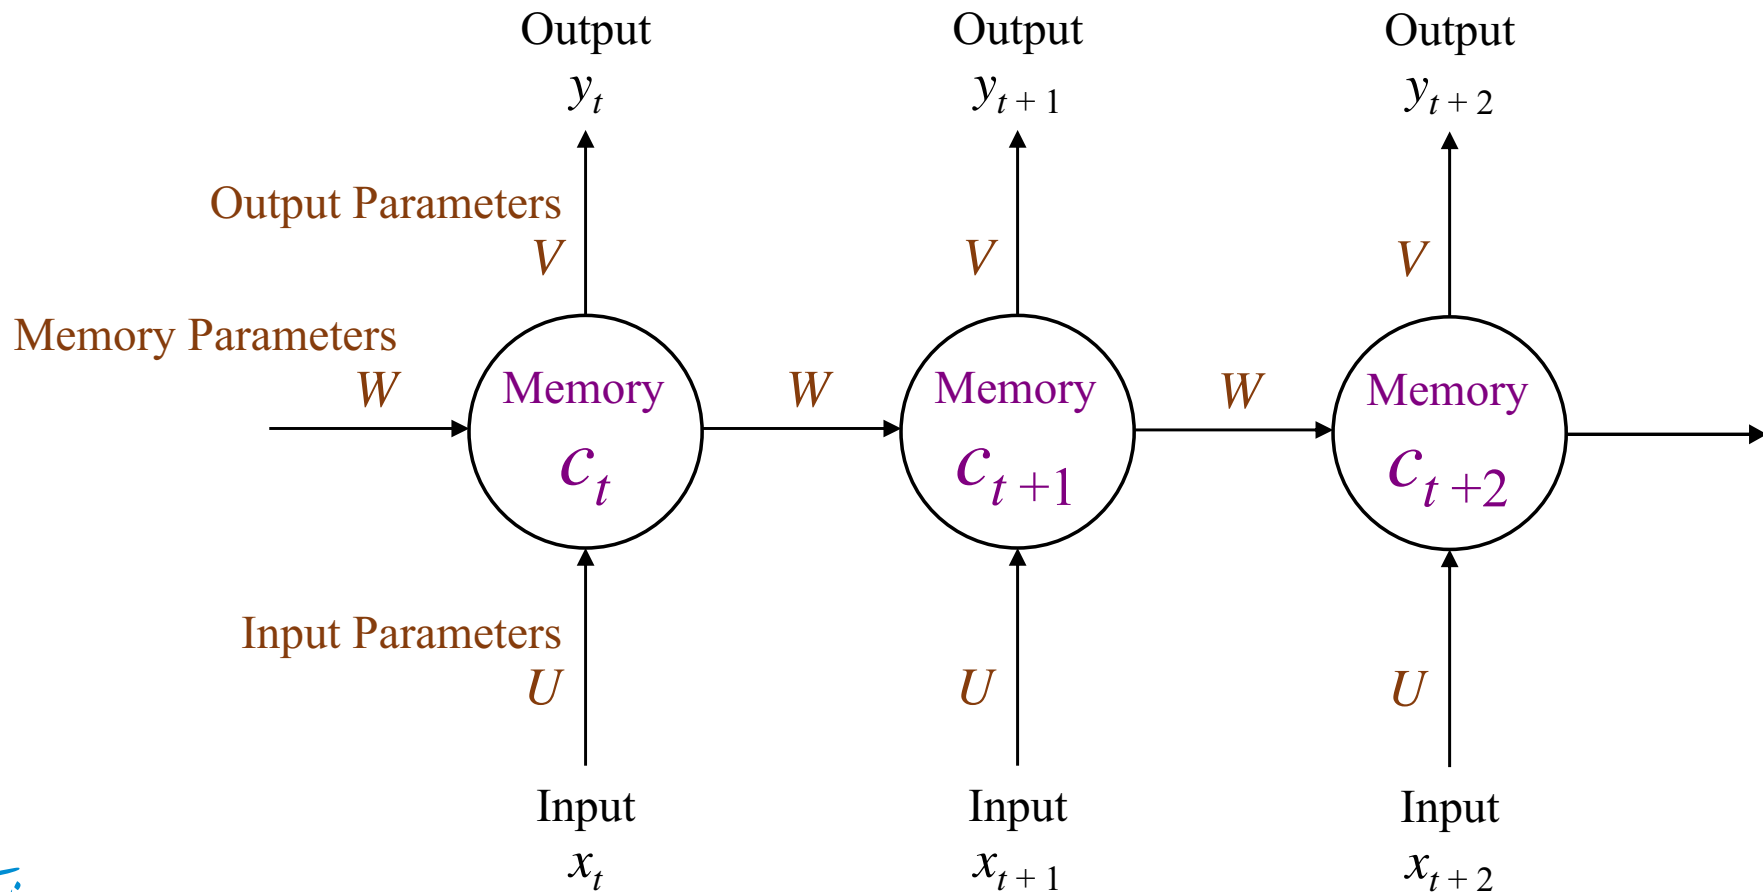 Output Output Output
y_t y_{t + 1} y_{t + 2}
Output Parameters
V V V
Memory Parameters
W Memory W Memory W Memory
c_t c_{t +1} c_{t +2}
Input Parameters
U U U
Input Input Input
x_t x_{t + 1} x_{t + 2}